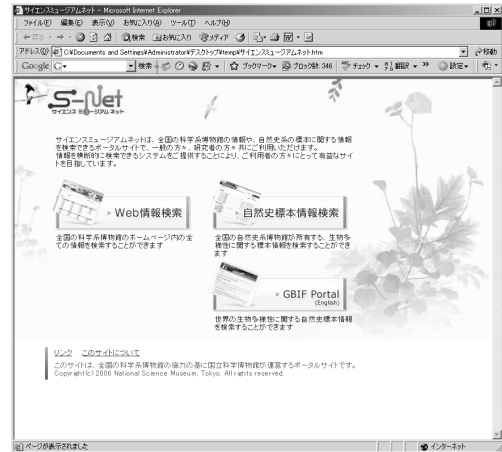 サイエンスミュージアムネット - Microsoft Internet Explorer
ファイル(F) 編集(E) 表示(V) お気に入り(A) ツール(T) ヘルプ(H)
戻る 検索 お気に入り メディア
アドレス(D) C:¥Documents and Settings¥Administrator¥デスクトップ¥temp¥サイエンスミュージアムネット.htm 移動
Google 検索 ブックマーク ブロック数: 346 チェック 翻訳 設定
S-Net
サイエンスミュージアムネット
サイエンスミュージアムネットは、全国の科学系博物館の情報や、自然史系の標本に関する情報
を検索できるポータルサイトで、一般の方々、研究者の方々共にご利用いただけます。
情報を横断的に検索できるシステムをご提供することにより、ご利用者の方々にとって有益なサイ
トを目指しています。
Web情報検索
全国の科学系博物館のホームページ内の全
ての情報を検索することができます
自然史標本情報検索
全国の自然史系博物館が所有する、生物多
様性に関する標本情報を検索することができ
ます
GBIF Portal
(English)
世界の生物多様性に関する自然史標本情報
を検索することができます
リンク このサイトについて
このサイトは、全国の科学系博物館の協力の基に国立科学博物館が運営するポータルサイトです。
Copyright(c) 2006 National Science Museum, Tokyo. All rights reserved.
ページが表示されました インターネット